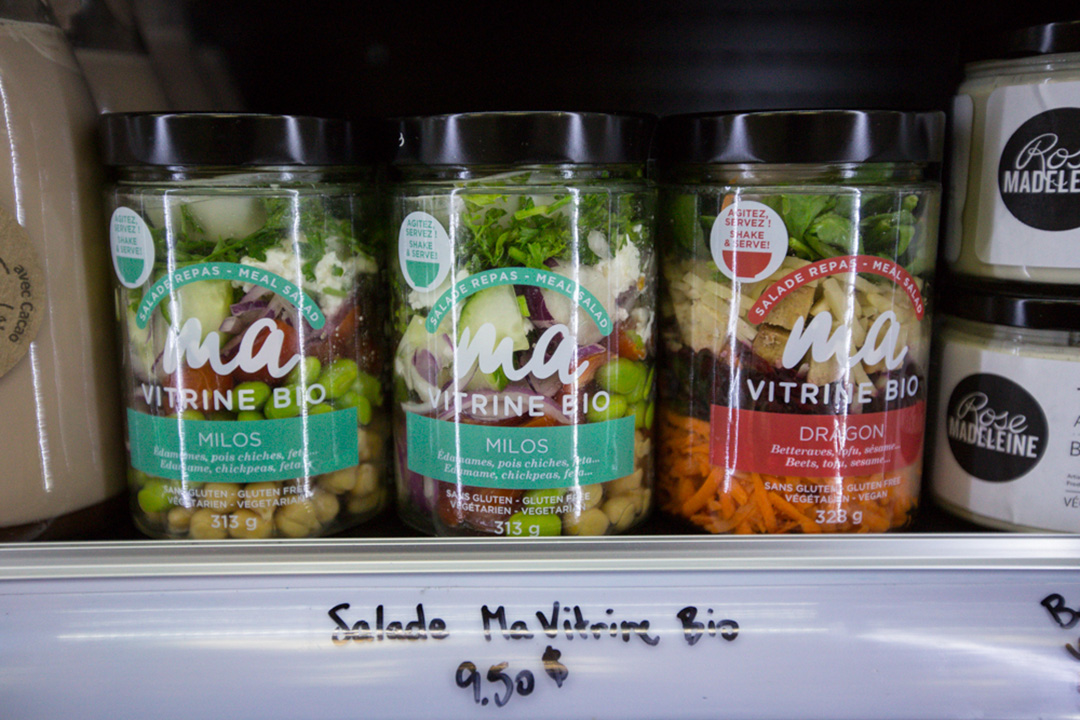 avec Cacao
AGITEZ,
SERVEZ !
SHAKE
& SERVE!
SALADE REPAS - MEAL SALAD
ma
VITRINE BIO
MILOS
Édamames, pois chiches, feta...
Edamame, chickpeas, feta...
SANS GLUTEN - GLUTEN FREE
VÉGÉTARIEN - VEGETARIAN
313 g
AGITEZ,
SERVEZ !
SHAKE
& SERVE!
SALADE REPAS - MEAL SALAD
ma
VITRINE BIO
MILOS
Édamames, pois chiches, feta...
Edamame, chickpeas, feta...
SANS GLUTEN - GLUTEN FREE
VÉGÉTARIEN - VEGETARIAN
313 g
AGITEZ,
SERVEZ !
SHAKE
& SERVE!
SALADE REPAS - MEAL SALAD
ma
VITRINE BIO
DRAGON
Betteraves, tofu, sésame...
Beets, tofu, sesame...
SANS GLUTEN - GLUTEN FREE
VÉGÉTALIEN - VEGAN
328 g
Rose
MADELEINE
Salade Ma Vitrine Bio
9.50 $